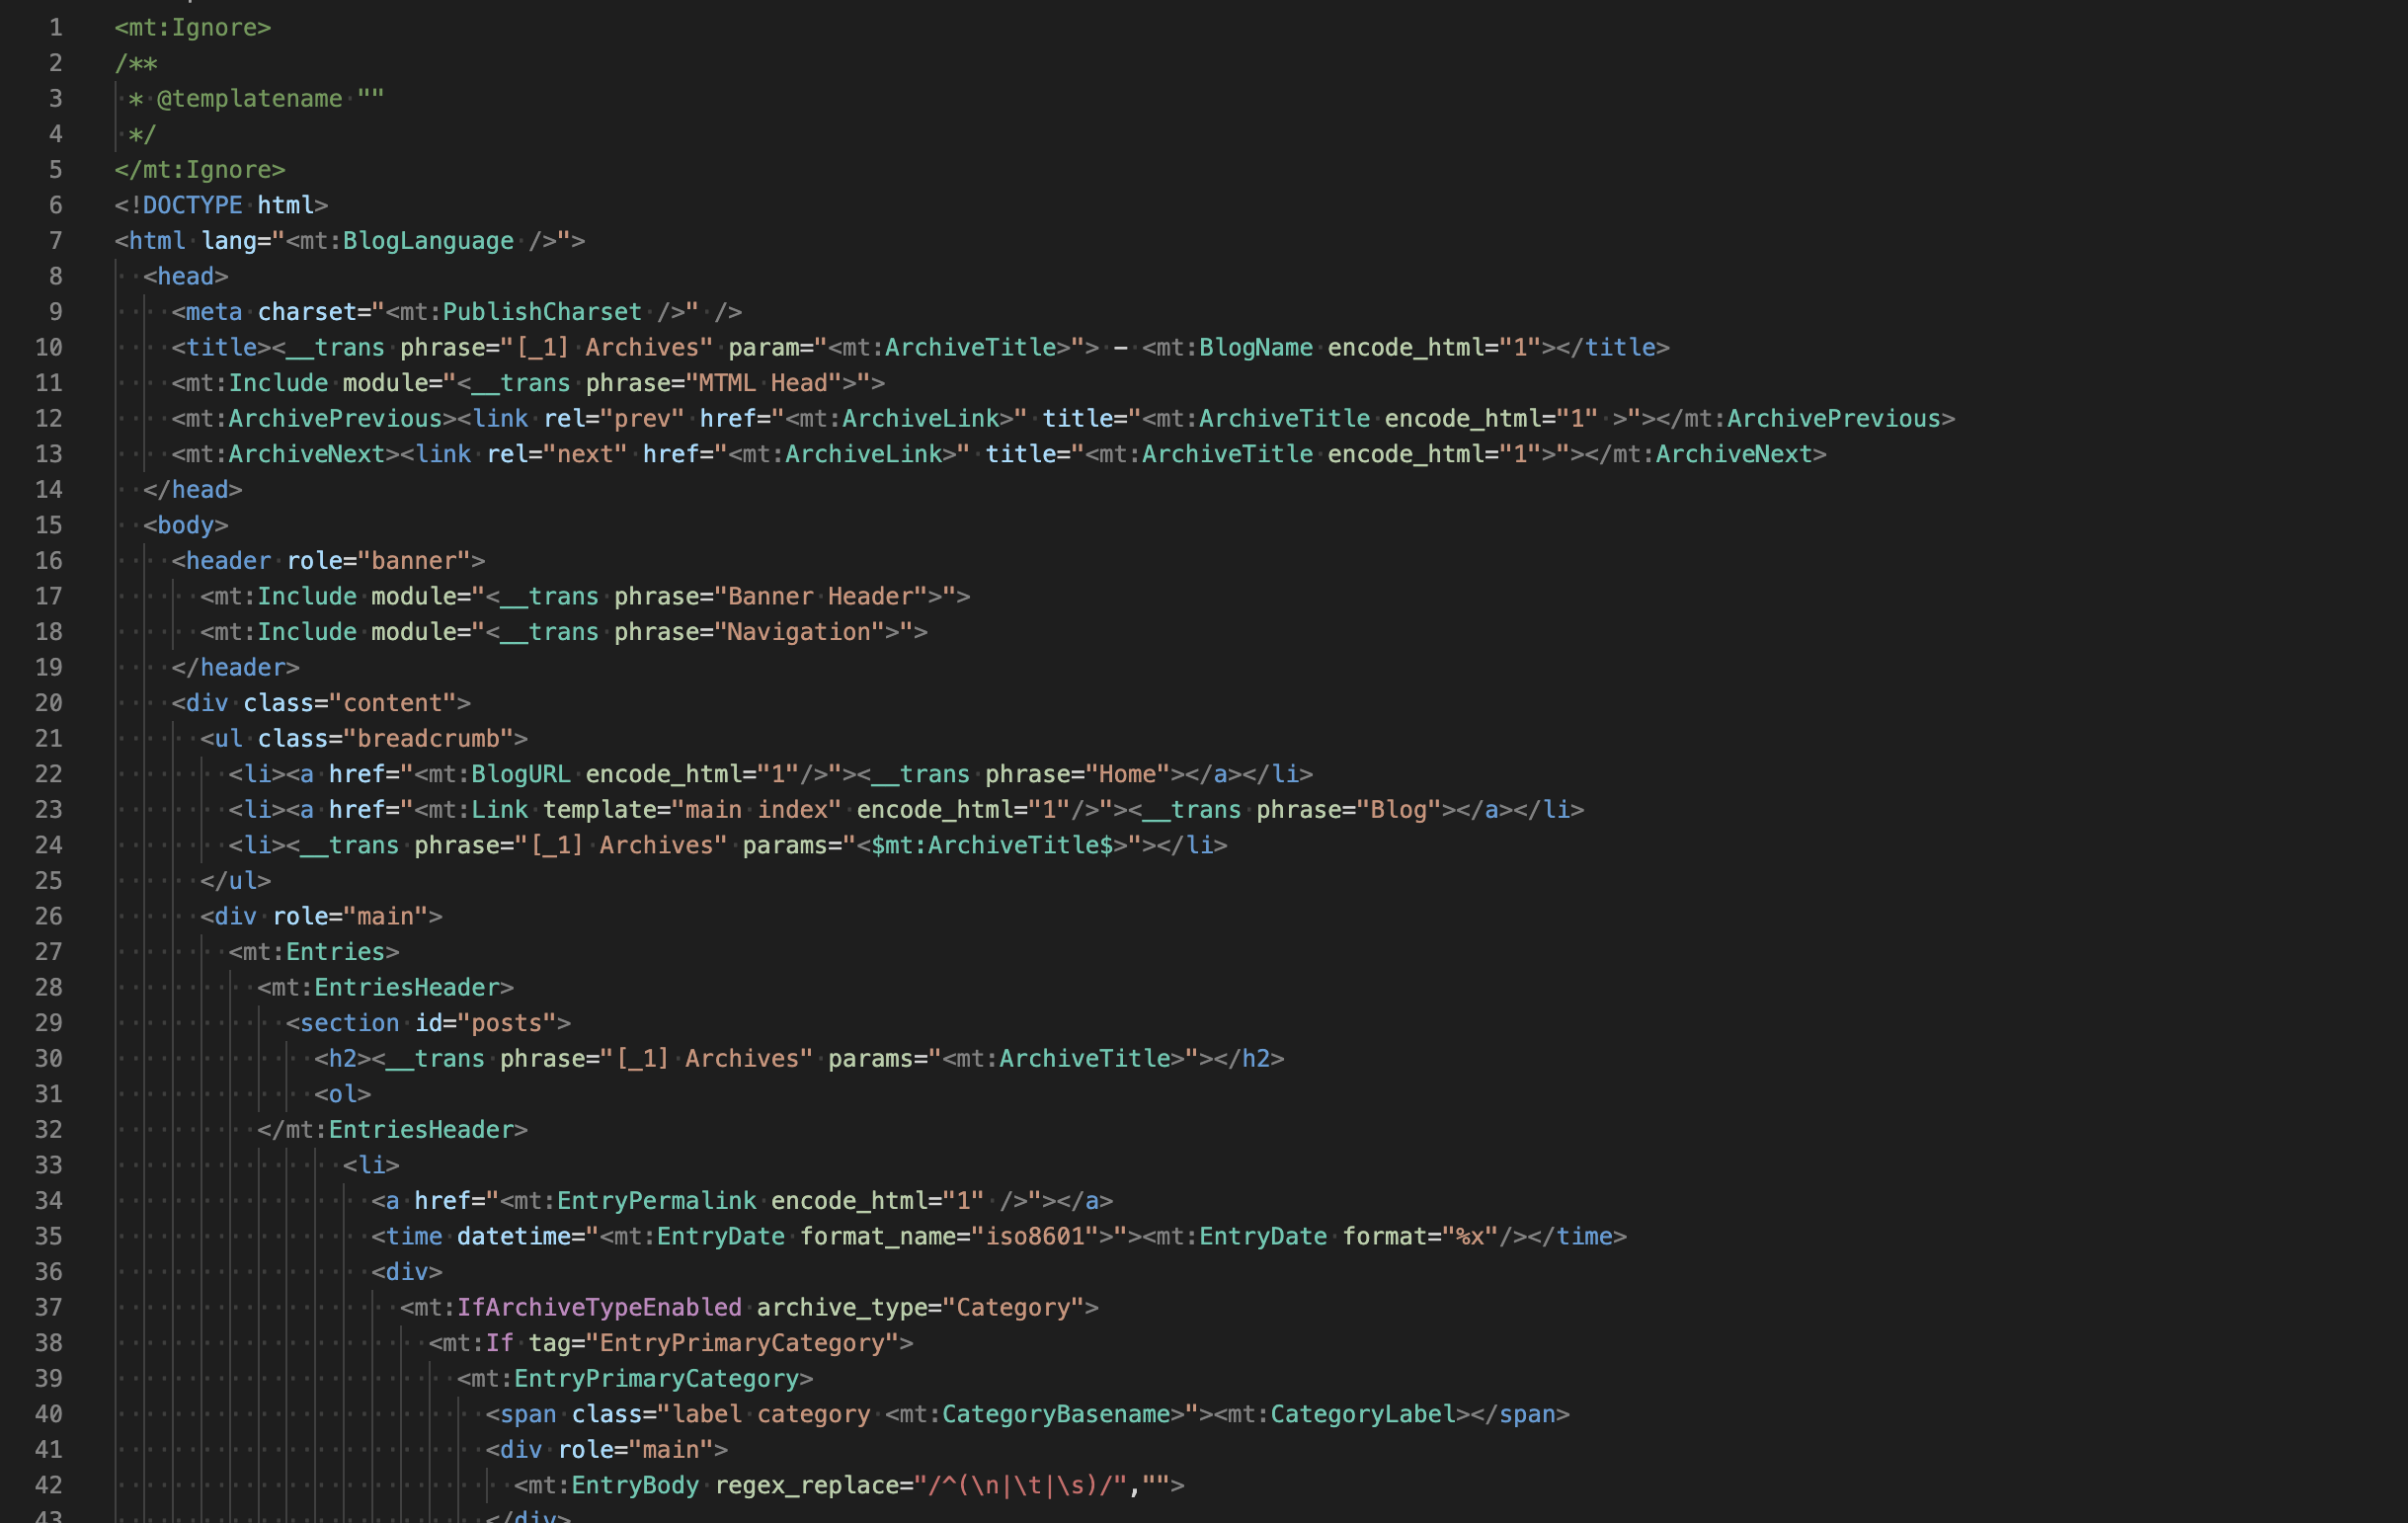 1 <mt:Ignore>
2 /**
3  * @templatename ""
4  */
5 </mt:Ignore>
6 <!DOCTYPE html>
7 <html lang="<mt:BlogLanguage />">
8   <head>
9     <meta charset="<mt:PublishCharset />" />
10     <title><__trans phrase="[_1] Archives" param="<mt:ArchiveTitle>"> – <mt:BlogName encode_html="1"></title>
11     <mt:Include module="<__trans phrase="MTML Head">">
12     <mt:ArchivePrevious><link rel="prev" href="<mt:ArchiveLink>" title="<mt:ArchiveTitle encode_html="1" >"></mt:ArchivePrevious>
13     <mt:ArchiveNext><link rel="next" href="<mt:ArchiveLink>" title="<mt:ArchiveTitle encode_html="1">"></mt:ArchiveNext>
14   </head>
15   <body>
16     <header role="banner">
17       <mt:Include module="<__trans phrase="Banner Header">">
18       <mt:Include module="<__trans phrase="Navigation">">
19     </header>
20     <div class="content">
21       <ul class="breadcrumb">
22         <li><a href="<mt:BlogURL encode_html="1"/>"><__trans phrase="Home"></a></li>
23         <li><a href="<mt:Link template="main index" encode_html="1"/>"><__trans phrase="Blog"></a></li>
24         <li><__trans phrase="[_1] Archives" params="<$mt:ArchiveTitle$>"></li>
25       </ul>
26       <div role="main">
27         <mt:Entries>
28           <mt:EntriesHeader>
29             <section id="posts">
30               <h2><__trans phrase="[_1] Archives" params="<mt:ArchiveTitle>"></h2>
31               <ol>
32           </mt:EntriesHeader>
33                 <li>
34                   <a href="<mt:EntryPermalink encode_html="1" />"></a>
35                   <time datetime="<mt:EntryDate format_name="iso8601">"><mt:EntryDate format="%x"/></time>
36                   <div>
37                     <mt:IfArchiveTypeEnabled archive_type="Category">
38                       <mt:If tag="EntryPrimaryCategory">
39                         <mt:EntryPrimaryCategory>
40                           <span class="label category <mt:CategoryBasename>"><mt:CategoryLabel></span>
41                           <div role="main">
42                             <mt:EntryBody regex_replace="/^(\n|\t|\s)/","">
43                           </div>